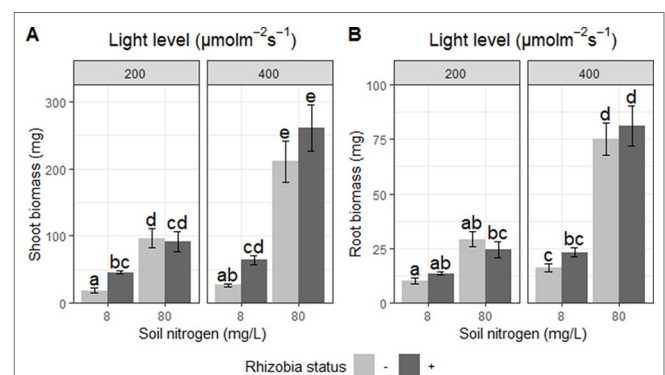 A
Light level (µmolm⁻²s⁻¹)
200
400
Shoot biomass (mg)
300
200
100
0
a
bc
d
cd
ab
cd
e
e
8
80
8
80
Soil nitrogen (mg/L)
B
Light level (µmolm⁻²s⁻¹)
200
400
Root biomass (mg)
100
75
50
25
0
a
ab
ab
bc
c
bc
d
d
8
80
8
80
Soil nitrogen (mg/L)
Rhizobia status - +